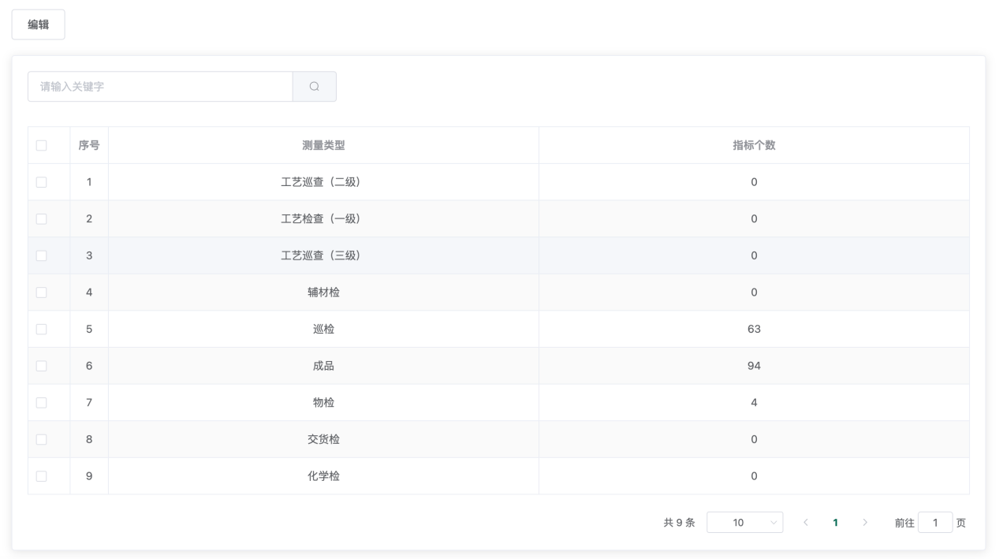 编辑
请输入关键字
序号 测量类型 指标个数
1 工艺巡查（二级） 0
2 工艺检查（一级） 0
3 工艺巡查（三级） 0
4 辅材检 0
5 巡检 63
6 成品 94
7 物检 4
8 交货检 0
9 化学检 0
共 9 条 10 1 前往 1 页